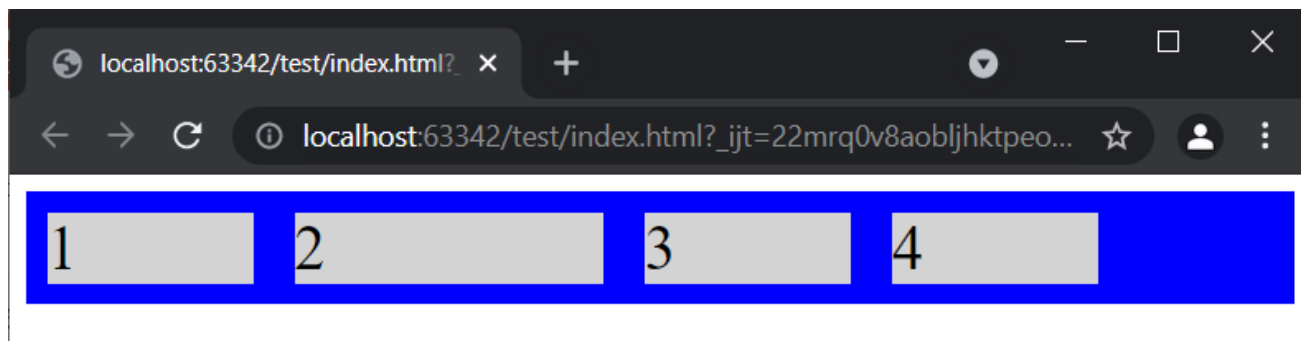 localhost:63342/test/index.html?_
localhost:63342/test/index.html?_ijt=22mrq0v8aobljhktpeo...
1 2 3 4